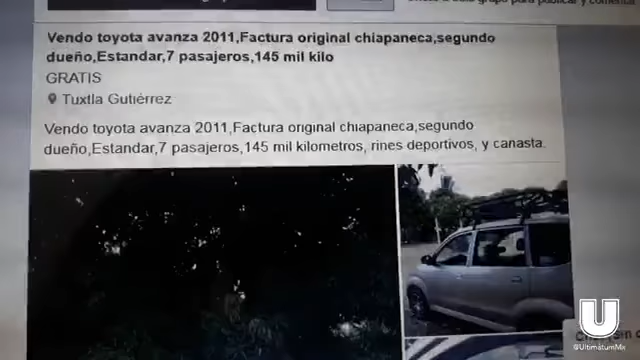 Vendo toyota avanza 2011,Factura original chiapaneca,segundo
dueño,Estandar,7 pasajeros,145 mil kilo
GRATIS
Tuxtla Gutiérrez
Vendo toyota avanza 2011,Factura original chiapaneca,segundo
dueño,Estandar,7 pasajeros,145 mil kilometros, rines deportivos, y canasta.
U
@UltimatumMx